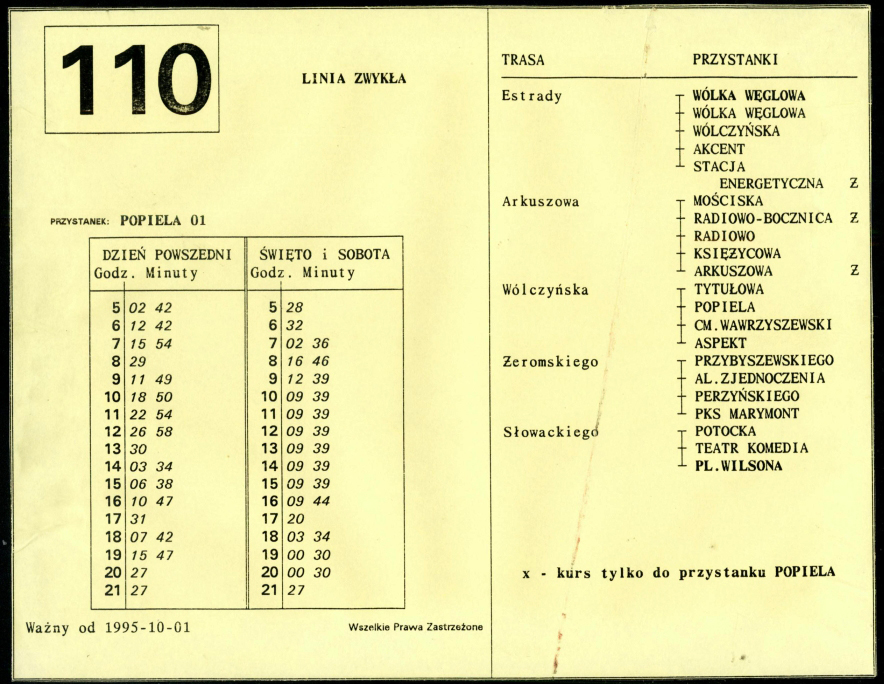 110
LINIA ZWYKŁA
PRZYSTANEK: POPIELA 01
DZIEŃ POWSZEDNI ŚWIĘTO i SOBOTA
Godz. Minuty Godz. Minuty
5 02 42 5 28
6 12 42 6 32
7 15 54 7 02 36
8 29 8 16 46
9 11 49 9 12 39
10 18 50 10 09 39
11 22 54 11 09 39
12 26 58 12 09 39
13 30 13 09 39
14 03 34 14 09 39
15 06 38 15 09 39
16 10 47 16 09 44
17 31 17 20
18 07 42 18 03 34
19 15 47 19 00 30
20 27 20 00 30
21 27 21 27
Ważny od 1995-10-01 Wszelkie Prawa Zastrzeżone
TRASA PRZYSTANKI
Estrady WÓLKA WĘGLOWA
WÓLKA WĘGLOWA
WÓLCZYŃSKA
AKCENT
STACJA
ENERGETYCZNA Ƶ
Arkuszowa MOŚCISKA
RADIOWO-BOCZNICA Ƶ
RADIOWO
KSIĘŻYCOWA
ARKUSZOWA Ƶ
Wólczyńska TYTUŁOWA
POPIELA
CM.WAWRZYSZEWSKI
ASPEKT
Żeromskiego PRZYBYSZEWSKIEGO
AL.ZJEDNOCZENIA
PERZYŃSKIEGO
PKS MARYMONT
Słowackiego POTOCKA
TEATR KOMEDIA
PL.WILSONA
x - kurs tylko do przystanku POPIELA